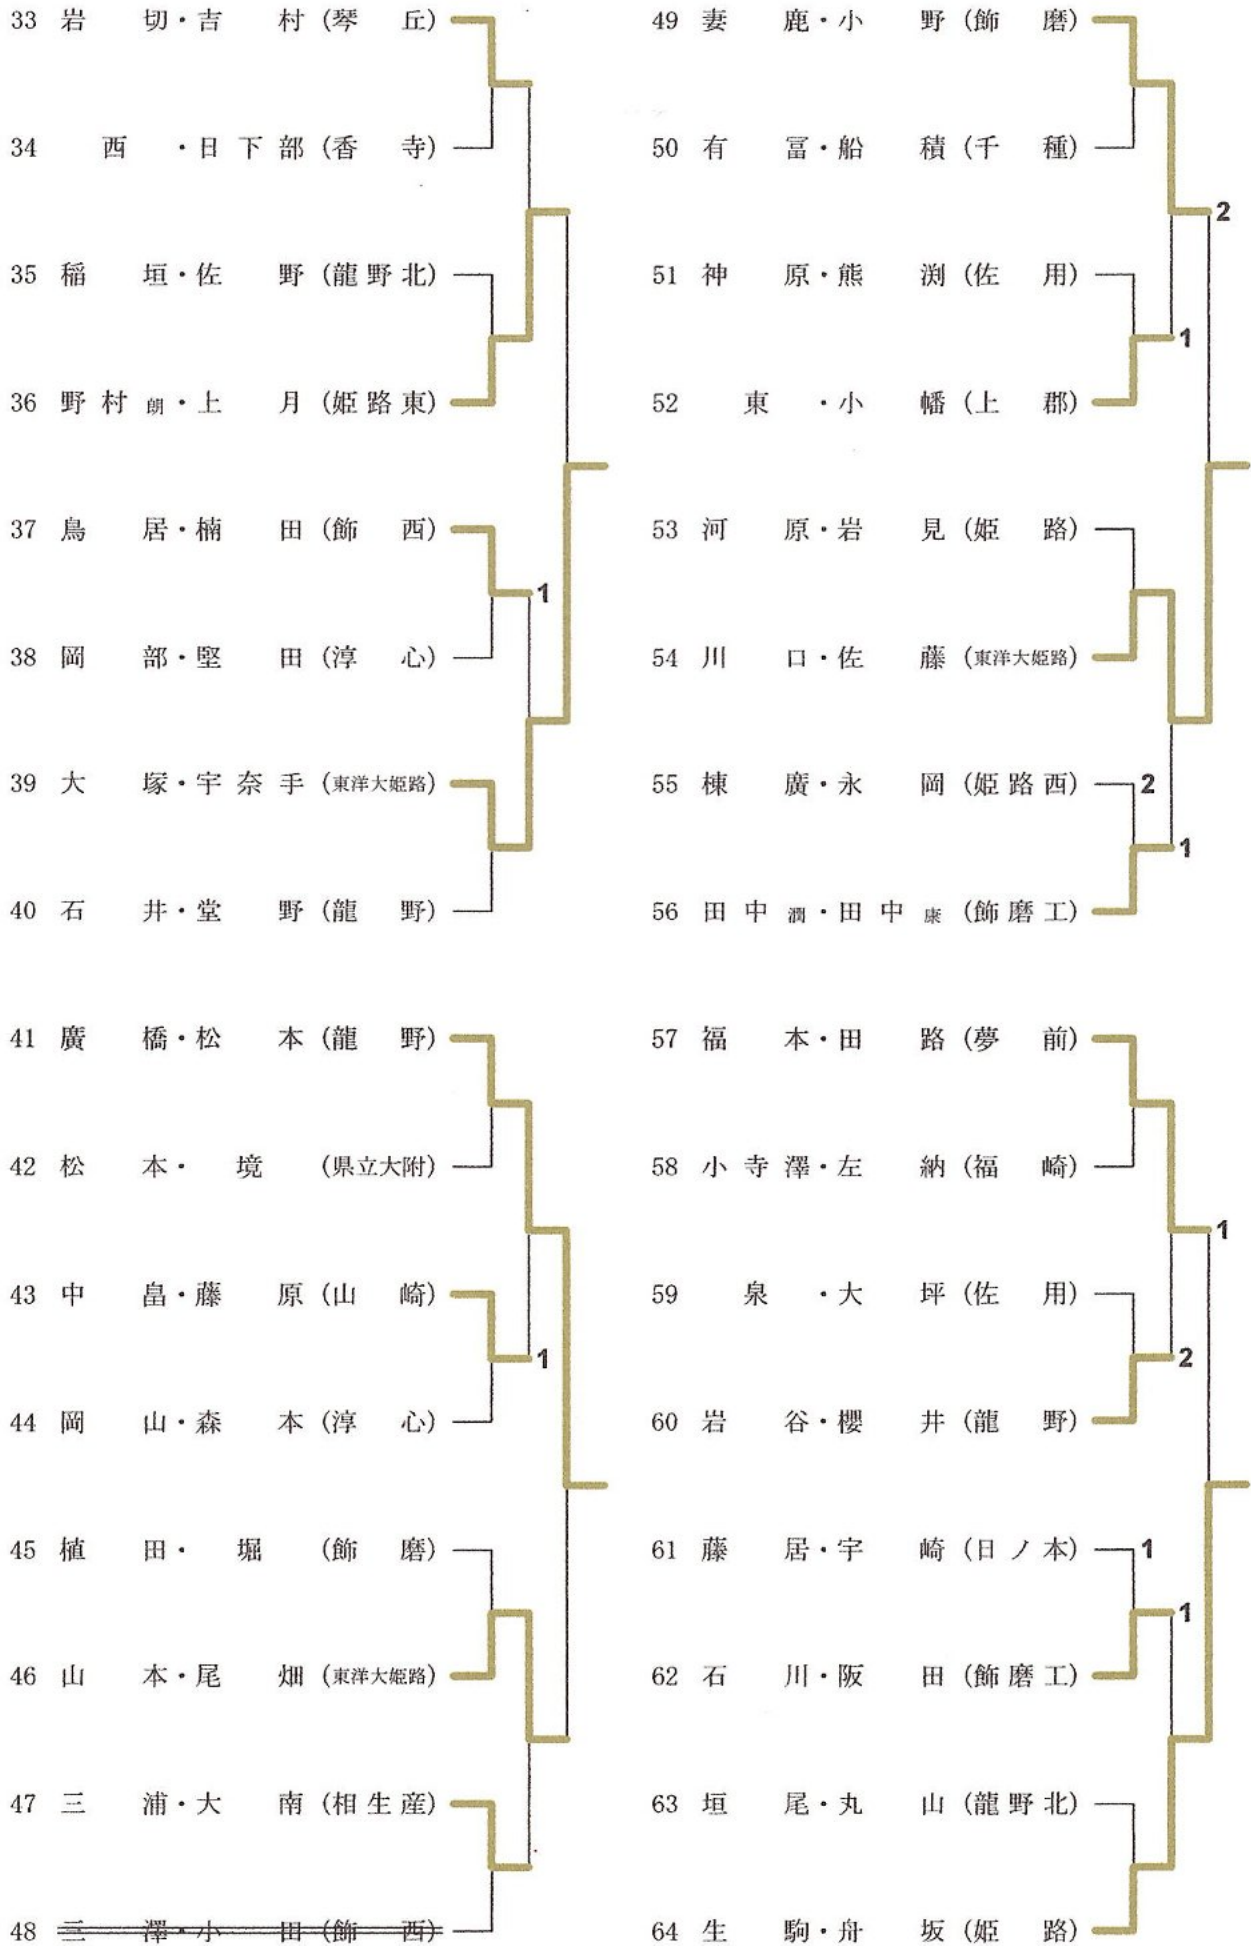 33 岩切・吉村 (琴丘)
34 西・日下部 (香寺)
35 稲垣・佐野 (龍野北)
36 野村朗・上月 (姫路東)
37 鳥居・楠田 (飾西)
1
38 岡部・堅田 (淳心)
39 大塚・宇奈手 (東洋大姫路)
40 石井・堂野 (龍野)
41 廣橋・松本 (龍野)
42 松本・境 (県立大附)
43 中畠・藤原 (山崎)
1
44 岡山・森本 (淳心)
45 植田・堀 (飾磨)
46 山本・尾畑 (東洋大姫路)
47 三浦・大南 (相生産)
48 三澤・小田 (飾西)
49 妻鹿・小野 (飾磨)
50 有冨・船積 (千種)
2
51 神原・熊渕 (佐用)
1
52 東・小幡 (上郡)
53 河原・岩見 (姫路)
54 川口・佐藤 (東洋大姫路)
55 棟廣・永岡 (姫路西) 2
1
56 田中潤・田中康 (飾磨工)
57 福本・田路 (夢前)
58 小寺澤・左納 (福崎)
1
59 泉・大坪 (佐用)
2
60 岩谷・櫻井 (龍野)
61 藤居・宇崎 (日ノ本) 1
1
62 石川・阪田 (飾磨工)
63 垣尾・丸山 (龍野北)
64 生駒・舟坂 (姫路)